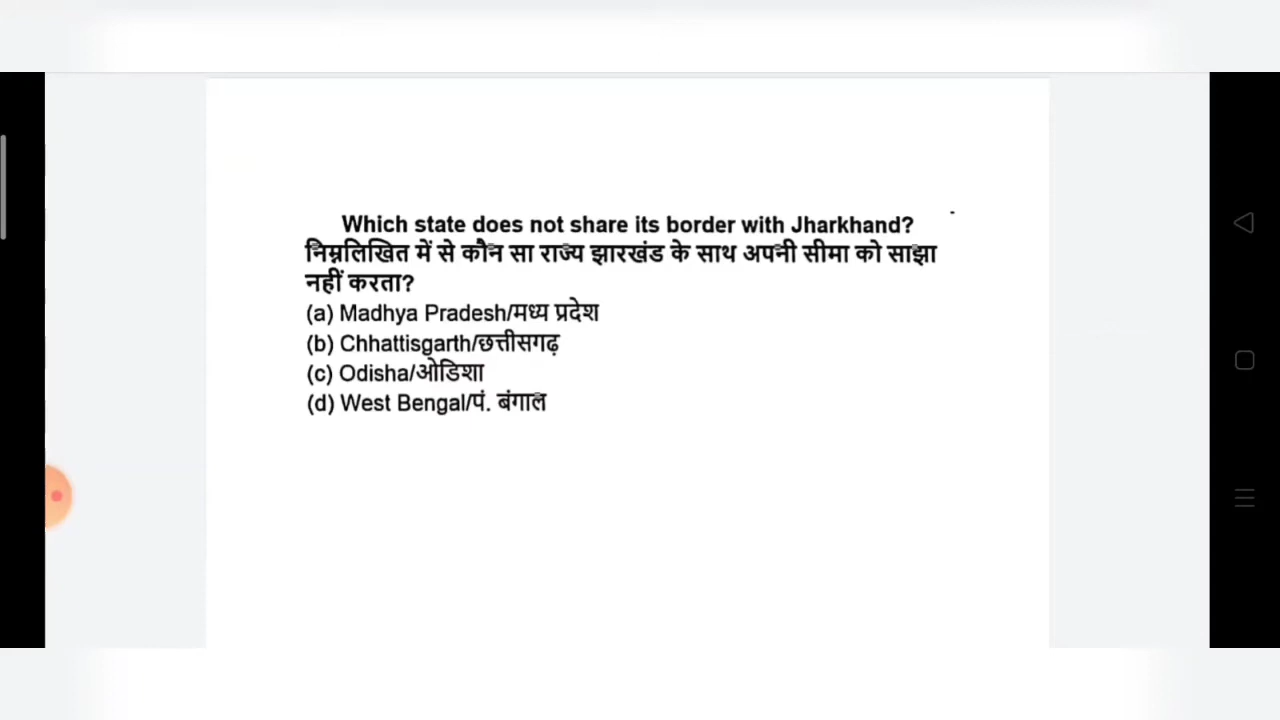 Which state does not share its border with Jharkhand?
निम्नलिखित में से कौन सा राज्य झारखंड के साथ अपनी सीमा को साझा
नहीं करता?
(a) Madhya Pradesh/मध्य प्रदेश
(b) Chhattisgarth/छत्तीसगढ़
(c) Odisha/ओडिशा
(d) West Bengal/पं. बंगाल